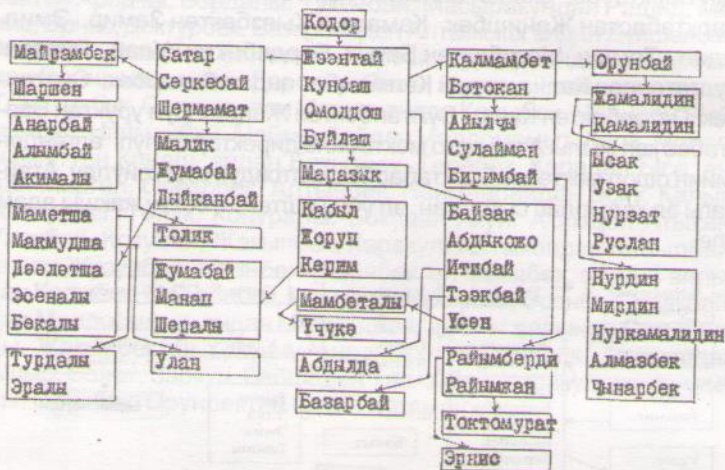 Кодор
Майрамбек
Шаршен
Анарбай
Алымбай
Акималы
Маметша
Макмудша
Дөөлөтша
Эсеналы
Бекалы
Турдалы
Эралы
Сатар
Серкебай
Шермамат
Малик
Жумабай
Дыйканбай
Толик
Жумабай
Манап
Шералы
Улан
Жээнтай
Кунбаш
Омолдош
Буйлаш
Маразык
Кабыл
Жоруп
Керим
Мамбеталы
Үчүкө
Абдылда
Базарбай
Калмамбет
Ботокан
Айылчы
Сулайман
Биримбай
Байзак
Абдыкожо
Итибай
Тээкбай
Үсөн
Райымберди
Райымжан
Токтомурат
Эрнис
Орунбай
Жамалидин
Камалидин
Ысак
Узак
Нурзат
Руслан
Нурдин
Мирдин
Нуркамалидин
Алмазбек
Чынарбек